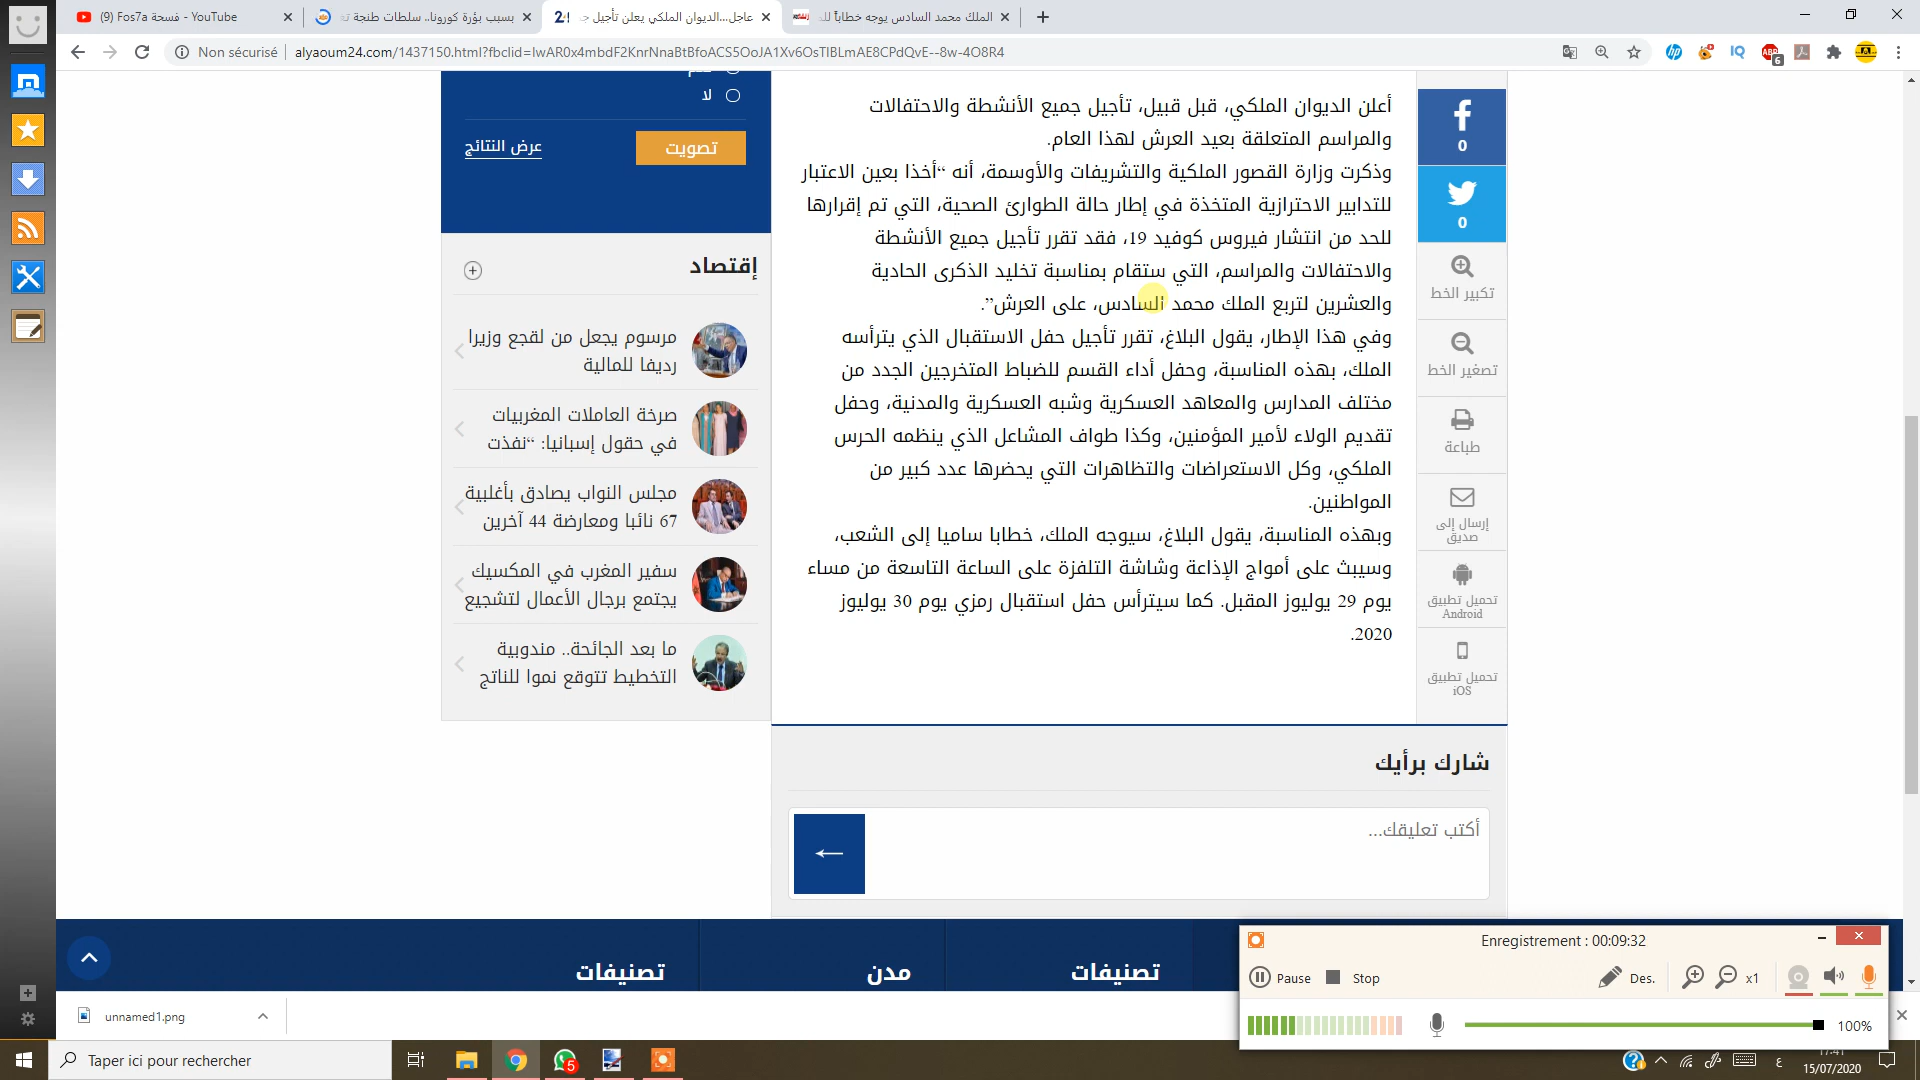 (9) Fos7a فسحة - YouTube
بسبب بؤرة كورونا.. سلطات طنجة تع
عاجل...الديوان الملكي يعلن تأجيل ج
الملك محمد السادس يوجه خطاباً للـ
Non sécurisé
alyaoum24.com/1437150.html?fbclid=IwAR0x4mbdF2KnrNnaBtBfoACS5OoJA1Xv6OsTlBLmAE8CPdQvE--8w-4O8R4
لا
تصويت
عرض النتائج
إقتصاد
مرسوم يجعل من لقجع وزيرا
رديفا للمالية
صرخة العاملات المغربيات
في حقول إسبانيا: “نفذت
مجلس النواب يصادق بأغلبية
67 نائبا ومعارضة 44 آخرين
سفير المغرب في المكسيك
يجتمع برجال الأعمال لتشجيع
ما بعد الجائحة.. مندوبية
التخطيط تتوقع نموا للناتج
أعلن الديوان الملكي، قبل قبيل، تأجيل جميع الأنشطة والاحتفالات
والمراسم المتعلقة بعيد العرش لهذا العام.
وذكرت وزارة القصور الملكية والتشريفات والأوسمة، أنه “أخذا بعين الاعتبار
للتدابير الاحترازية المتخذة في إطار حالة الطوارئ الصحية، التي تم إقرارها
للحد من انتشار فيروس كوفيد 19، فقد تقرر تأجيل جميع الأنشطة
والاحتفالات والمراسم، التي ستقام بمناسبة تخليد الذكرى الحادية
والعشرين لتربع الملك محمد السادس، على العرش”.
وفي هذا الإطار، يقول البلاغ، تقرر تأجيل حفل الاستقبال الذي يترأسه
الملك، بهذه المناسبة، وحفل أداء القسم للضباط المتخرجين الجدد من
مختلف المدارس والمعاهد العسكرية وشبه العسكرية والمدنية، وحفل
تقديم الولاء لأمير المؤمنين، وكذا طواف المشاعل الذي ينظمه الحرس
الملكي، وكل الاستعراضات والتظاهرات التي يحضرها عدد كبير من
المواطنين.
وبهذه المناسبة، يقول البلاغ، سيوجه الملك، خطابا ساميا إلى الشعب،
وسيبث على أمواج الإذاعة وشاشة التلفزة على الساعة التاسعة من مساء
يوم 29 يوليوز المقبل. كما سيترأس حفل استقبال رمزي يوم 30 يوليوز
2020.
0
0
تكبير الخط
تصغير الخط
طباعة
إرسال إلى
صديق
تحميل تطبيق
Android
تحميل تطبيق
iOS
شارك برأيك
أكتب تعليقك...
تصنيفات
مدن
تصنيفات
Enregistrement : 00:09:32
Pause
Stop
Des.
x1
100%
unnamed1.png
Taper ici pour rechercher
5
ع
15/07/2020